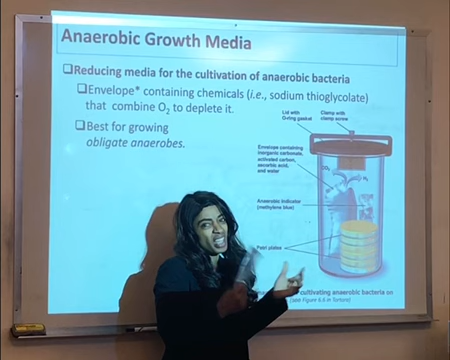 Anaerobic Growth Media
❑Reducing media for the cultivation of anaerobic bacteria
❑Envelope* containing chemicals (i.e., sodium thioglycolate)
that combine O₂ to deplete it.
❑Best for growing
obligate anaerobes.
Lid with
O-ring gasket
Clamp with
clamp screw
Envelope containing
inorganic carbonate,
activated carbon,
ascorbic acid,
and water
CO₂
H₂
Anaerobic indicator
(methylene blue)
Petri plates
cultivating anaerobic bacteria on
(see Figure 6.6 in Tortora)